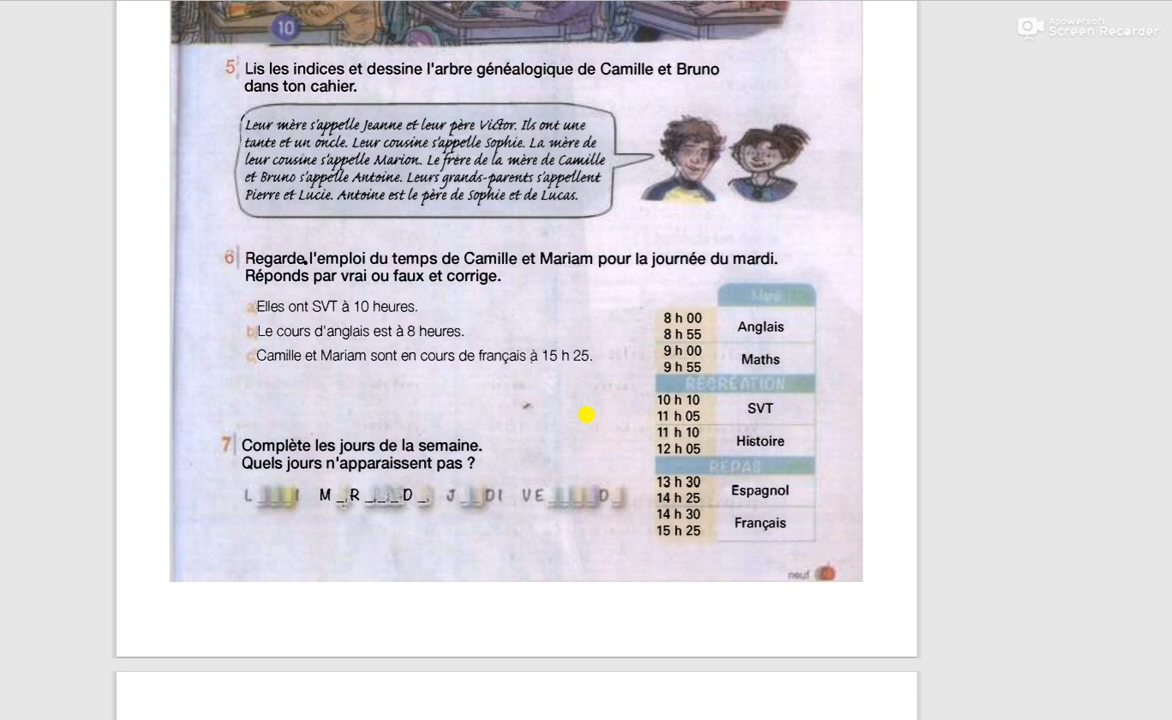 Apowersoft
Screen Recorder
10
5 Lis les indices et dessine l'arbre généalogique de Camille et Bruno
dans ton cahier.
Leur mère s'appelle Jeanne et leur père Victor. Ils ont une
tante et un oncle. Leur cousine s'appelle Sophie. La mère de
leur cousine s'appelle Marion. Le frère de la mère de Camille
et Bruno s'appelle Antoine. Leurs grands-parents s'appellent
Pierre et Lucie. Antoine est le père de Sophie et de Lucas.
6 Regarde l'emploi du temps de Camille et Mariam pour la journée du mardi.
Réponds par vrai ou faux et corrige.
a Elles ont SVT à 10 heures.
b Le cours d'anglais est à 8 heures.
c Camille et Mariam sont en cours de français à 15 h 25.
8 h 00
8 h 55
Anglais
9 h 00
9 h 55
Maths
RECREATION
10 h 10
11 h 05
SVT
11 h 10
12 h 05
Histoire
REPAS
13 h 30
14 h 25
Espagnol
14 h 30
15 h 25
Français
7 Complète les jours de la semaine.
Quels jours n'apparaissent pas ?
L _ _ _ I M _ R _ _ _ D _ J _ _ DI VE _ _ _ _ D _
neuf